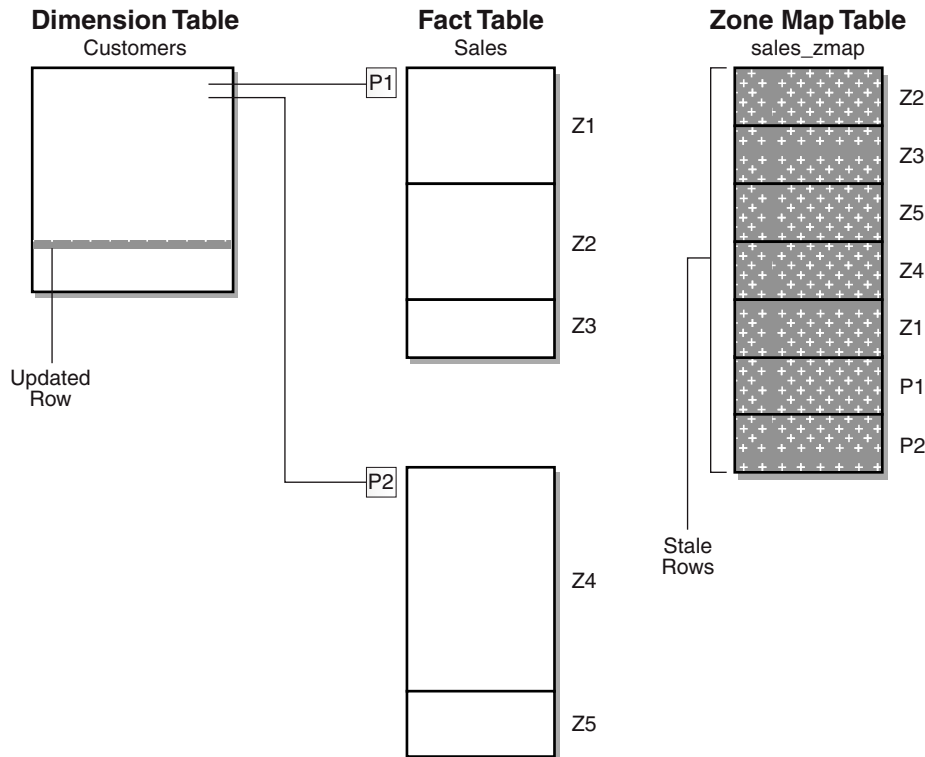 Dimension Table
Customers
Updated
Row
Fact Table
Sales
P1
Z1
Z2
Z3
P2
Z4
Z5
Zone Map Table
sales_zmap
Z2
Z3
Z5
Z4
Z1
P1
P2
Stale
Rows